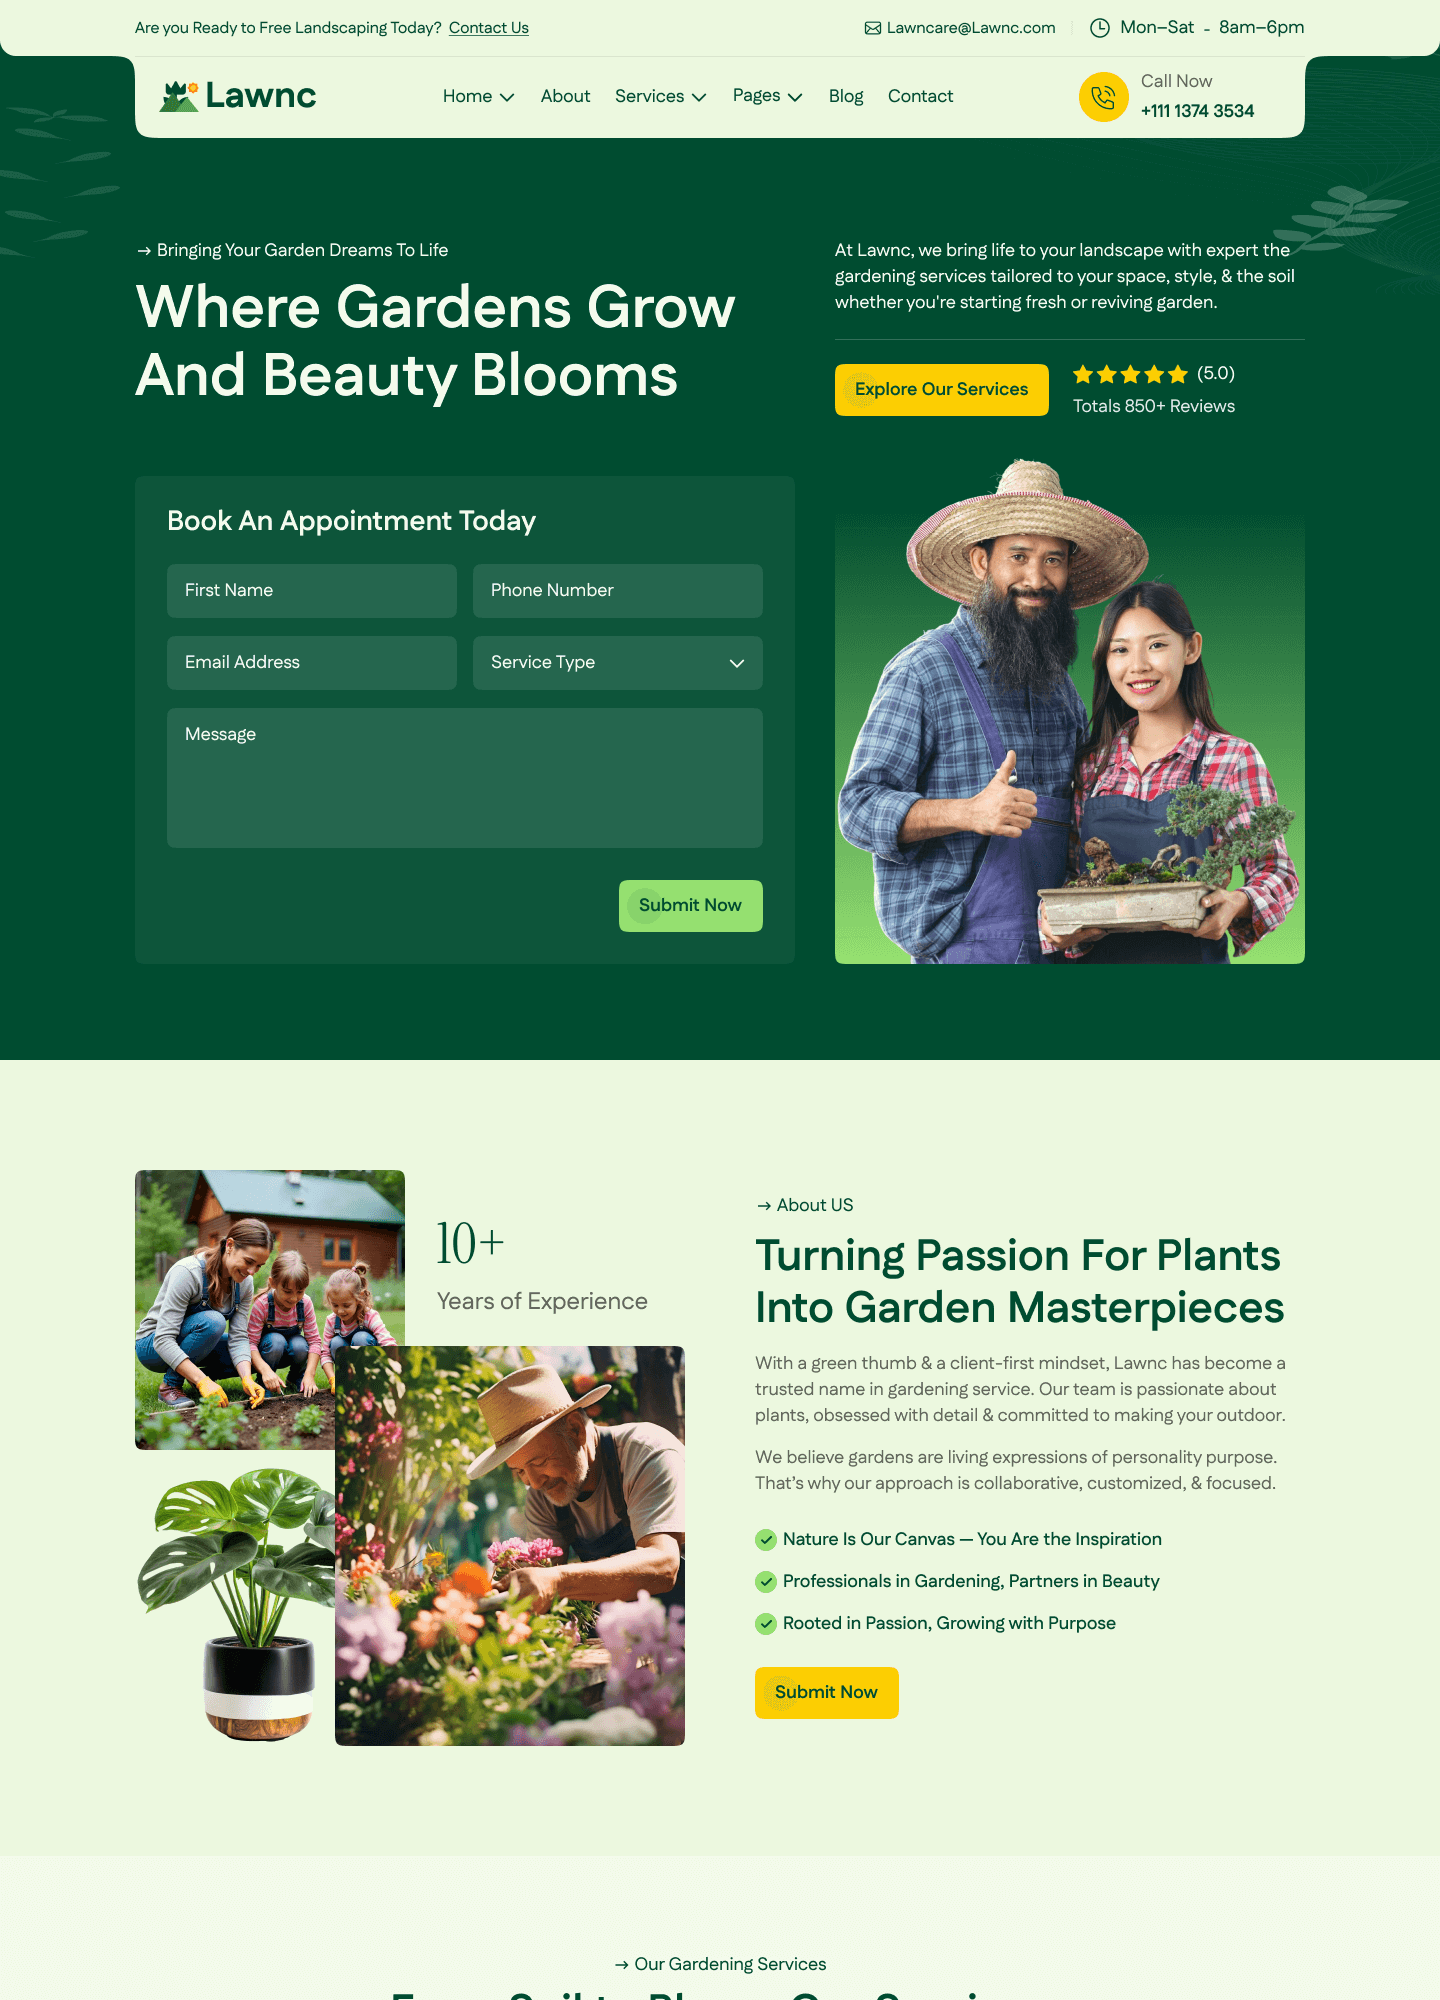 Are you Ready to Free Landscaping Today? Contact Us
Lawncare@Lawnc.com
Mon–Sat - 8am–6pm
Lawnc
Home
About
Services
Pages
Blog
Contact
Call Now
+111 1374 3534
→ Bringing Your Garden Dreams To Life
Where Gardens Grow
And Beauty Blooms
At Lawnc, we bring life to your landscape with expert the
gardening services tailored to your space, style, & the soil
whether you're starting fresh or reviving garden.
Explore Our Services
(5.0)
Totals 850+ Reviews
Book An Appointment Today
First Name
Phone Number
Email Address
Service Type
Message
Submit Now
10+
Years of Experience
→ About US
Turning Passion For Plants
Into Garden Masterpieces
With a green thumb & a client-first mindset, Lawnc has become a
trusted name in gardening service. Our team is passionate about
plants, obsessed with detail & committed to making your outdoor.
We believe gardens are living expressions of personality purpose.
That's why our approach is collaborative, customized, & focused.
Nature Is Our Canvas — You Are the Inspiration
Professionals in Gardening, Partners in Beauty
Rooted in Passion, Growing with Purpose
Submit Now
→ Our Gardening Services